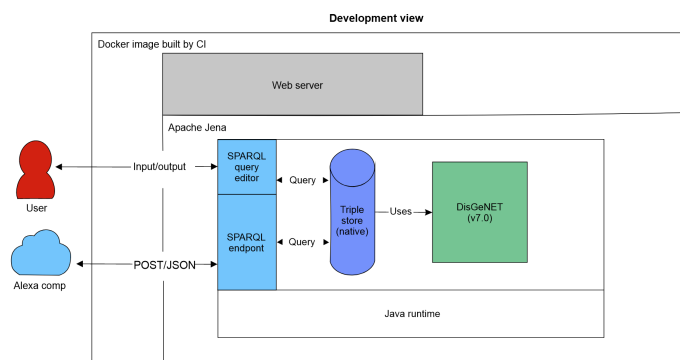 Development view
Docker image built by CI
Web server
Apache Jena
SPARQL
query
editor
Input/output
Query
User
Triple
store
(native)
Uses
DisGeNET
(v7.0)
SPARQL
endpont
Query
POST/JSON
Alexa comp
Java runtime